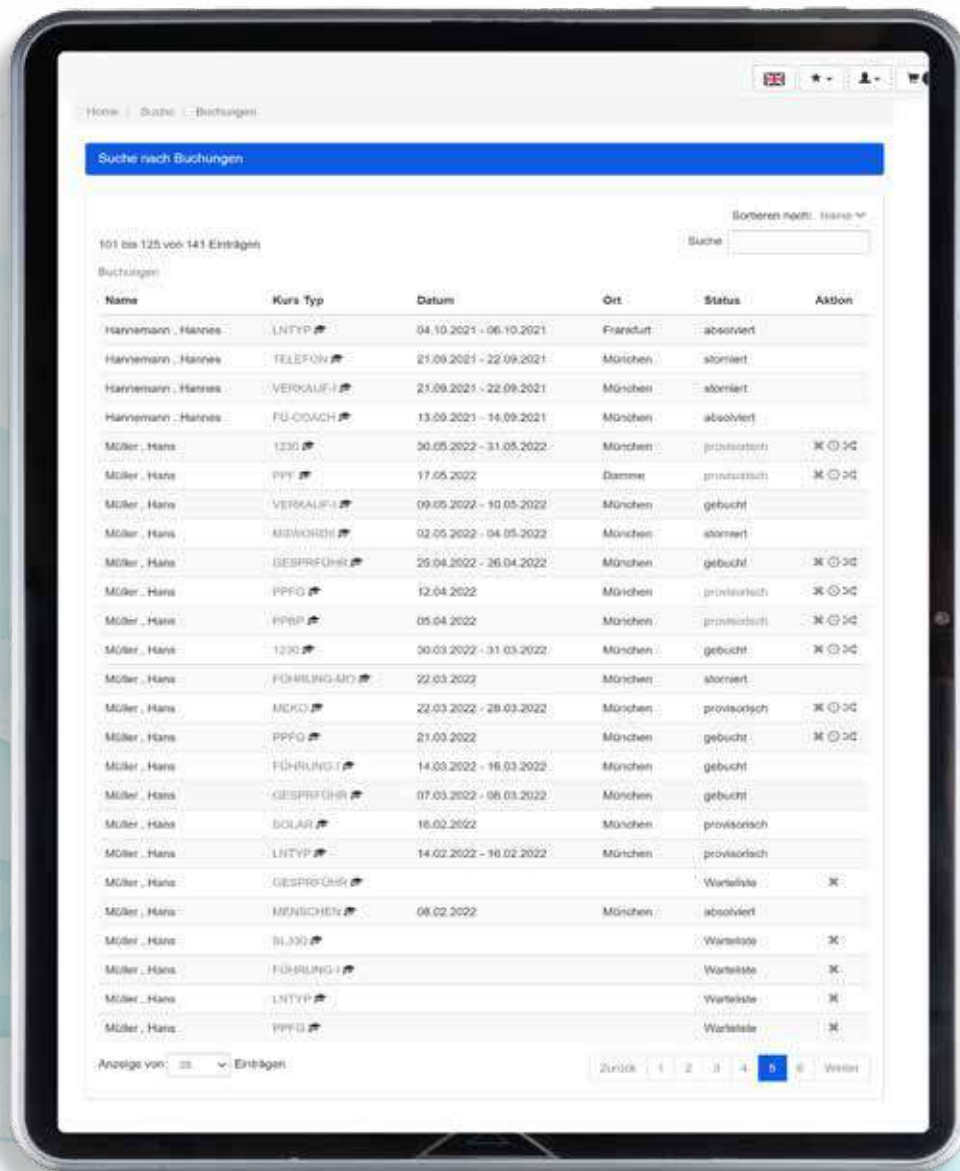 Home / Suche / Buchungen
Suche nach Buchungen
Sortieren nach: Name
101 bis 125 von 141 Einträgen
Suche
Buchungen
Name Kurs Typ Datum Ort Status Aktion
Hannemann , Hannes LNTYP 04.10.2021 - 06.10.2021 Frankfurt absolviert
Hannemann , Hannes TELEFON 21.09.2021 - 22.09.2021 München storniert
Hannemann , Hannes VERKAUF-I 21.09.2021 - 22.09.2021 München storniert
Hannemann , Hannes FÜ-COACH 13.09.2021 - 14.09.2021 München absolviert
Müller , Hans 1230 30.05.2022 - 31.05.2022 München provisorisch
Müller , Hans PPF 17.05.2022 Damme provisorisch
Müller , Hans VERKAUF-I 09.05.2022 - 10.05.2022 München gebucht
Müller , Hans 02.05.2022 - 04.05.2022 München storniert
Müller , Hans GESPRFÜHR 25.04.2022 - 26.04.2022 München gebucht
Müller , Hans PPFG 12.04.2022 München provisorisch
Müller , Hans PPBP 05.04.2022 München provisorisch
Müller , Hans 1230 30.03.2022 - 31.03.2022 München gebucht
Müller , Hans FÜHRUNG-MO 22.03.2022 München storniert
Müller , Hans MEKO 22.03.2022 - 28.03.2022 München provisorisch
Müller , Hans PPFG 21.03.2022 München gebucht
Müller , Hans FÜHRUNG-I 14.03.2022 - 16.03.2022 München gebucht
Müller , Hans GESPRFÜHR 07.03.2022 - 08.03.2022 München gebucht
Müller , Hans SOLAR 16.02.2022 München provisorisch
Müller , Hans LNTYP 14.02.2022 - 16.02.2022 München provisorisch
Müller , Hans GESPRFÜHR Warteliste
Müller , Hans MENSCHEN 08.02.2022 München absolviert
Müller , Hans SL330 Warteliste
Müller , Hans FÜHRUNG-I Warteliste
Müller , Hans LNTYP Warteliste
Müller , Hans PPFG Warteliste
Anzeige von: 25 Einträgen
Zurück 1 2 3 4 5 6 Weiter